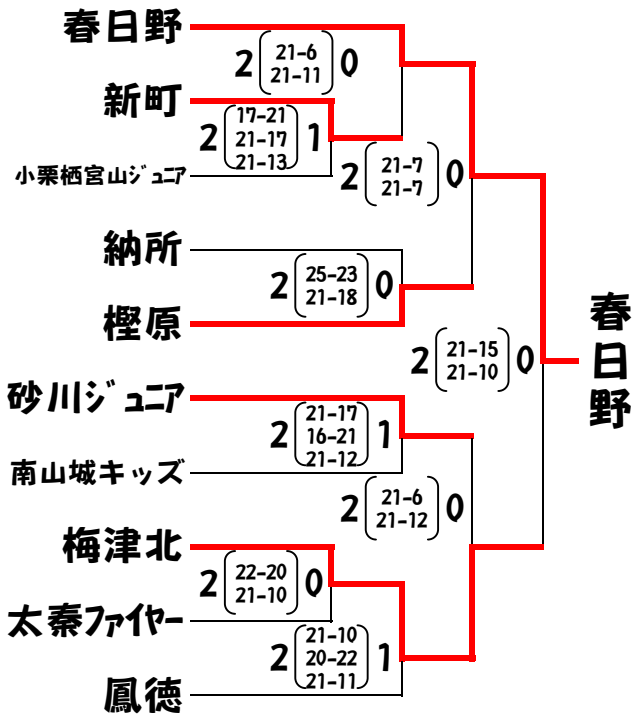 春日野
2 21-6 0
21-11
新町
17-21
2 21-17 1
21-13
小栗栖宮山ジュニア
2 21-7 0
21-7
納所
2 25-23 0
21-18
樫原
春日野
2 21-15 0
21-10
砂川ジュニア
21-17
2 16-21 1
21-12
南山城キッズ
2 21-6 0
21-12
梅津北
2 22-20 0
21-10
太秦ファイヤー
21-10
2 20-22 1
21-11
鳳徳